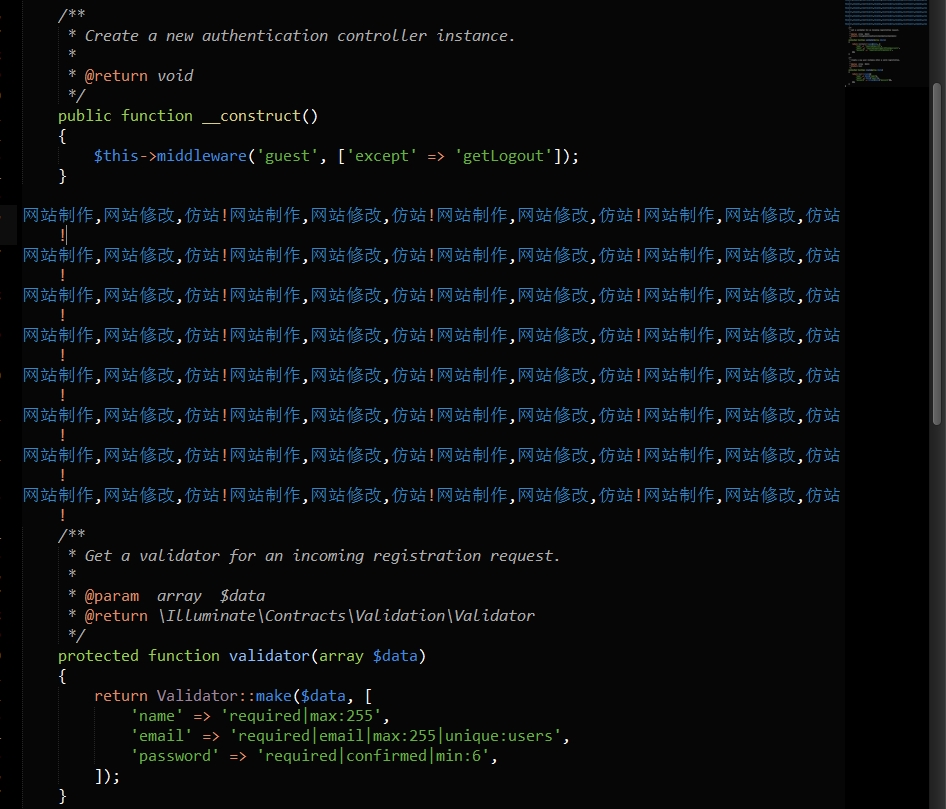 /**
* Create a new authentication controller instance.
*
* @return void
*/
public function __construct()
{
$this->middleware('guest', ['except' => 'getLogout']);
}
网站制作,网站修改,仿站!网站制作,网站修改,仿站!网站制作,网站修改,仿站!网站制作,网站修改,仿站
!
网站制作,网站修改,仿站!网站制作,网站修改,仿站!网站制作,网站修改,仿站!网站制作,网站修改,仿站
!
网站制作,网站修改,仿站!网站制作,网站修改,仿站!网站制作,网站修改,仿站!网站制作,网站修改,仿站
!
网站制作,网站修改,仿站!网站制作,网站修改,仿站!网站制作,网站修改,仿站!网站制作,网站修改,仿站
!
网站制作,网站修改,仿站!网站制作,网站修改,仿站!网站制作,网站修改,仿站!网站制作,网站修改,仿站
!
网站制作,网站修改,仿站!网站制作,网站修改,仿站!网站制作,网站修改,仿站!网站制作,网站修改,仿站
!
网站制作,网站修改,仿站!网站制作,网站修改,仿站!网站制作,网站修改,仿站!网站制作,网站修改,仿站
!
网站制作,网站修改,仿站!网站制作,网站修改,仿站!网站制作,网站修改,仿站!网站制作,网站修改,仿站
!
/**
* Get a validator for an incoming registration request.
*
* @param  array  $data
* @return \Illuminate\Contracts\Validation\Validator
*/
protected function validator(array $data)
{
return Validator::make($data, [
'name' => 'required|max:255',
'email' => 'required|email|max:255|unique:users',
'password' => 'required|confirmed|min:6',
]);
}